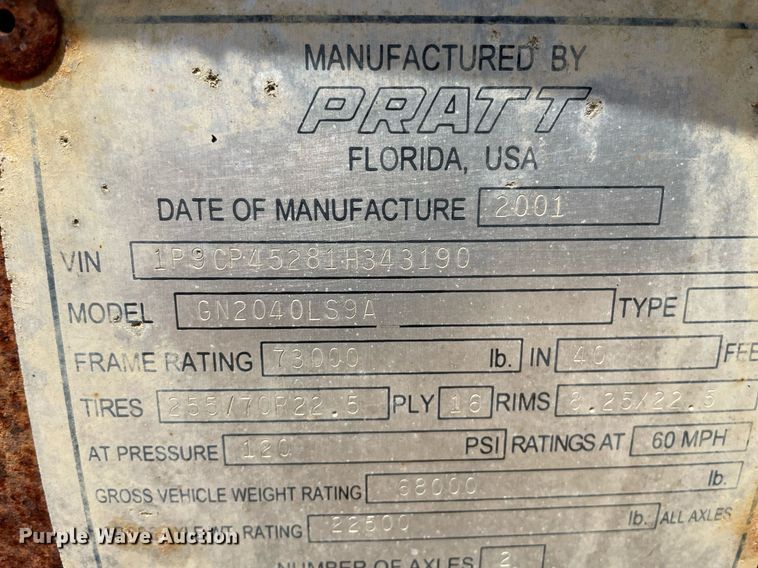 MANUFACTURED BY
PRATT
FLORIDA, USA
DATE OF MANUFACTURE 2001
VIN 1P9CP45281H343190
MODEL GN2040LS9A TYPE
FRAME RATING 73000 lb. IN 40 FEE
TIRES 255/70R22.5 PLY 16 RIMS 8.25/22.5
AT PRESSURE 120 PSI RATINGS AT 60 MPH
GROSS VEHICLE WEIGHT RATING 68000 lb.
RATING 22500 lb. ALL AXLES
NUMBER OF AXLES 2
Purple Wave Auction